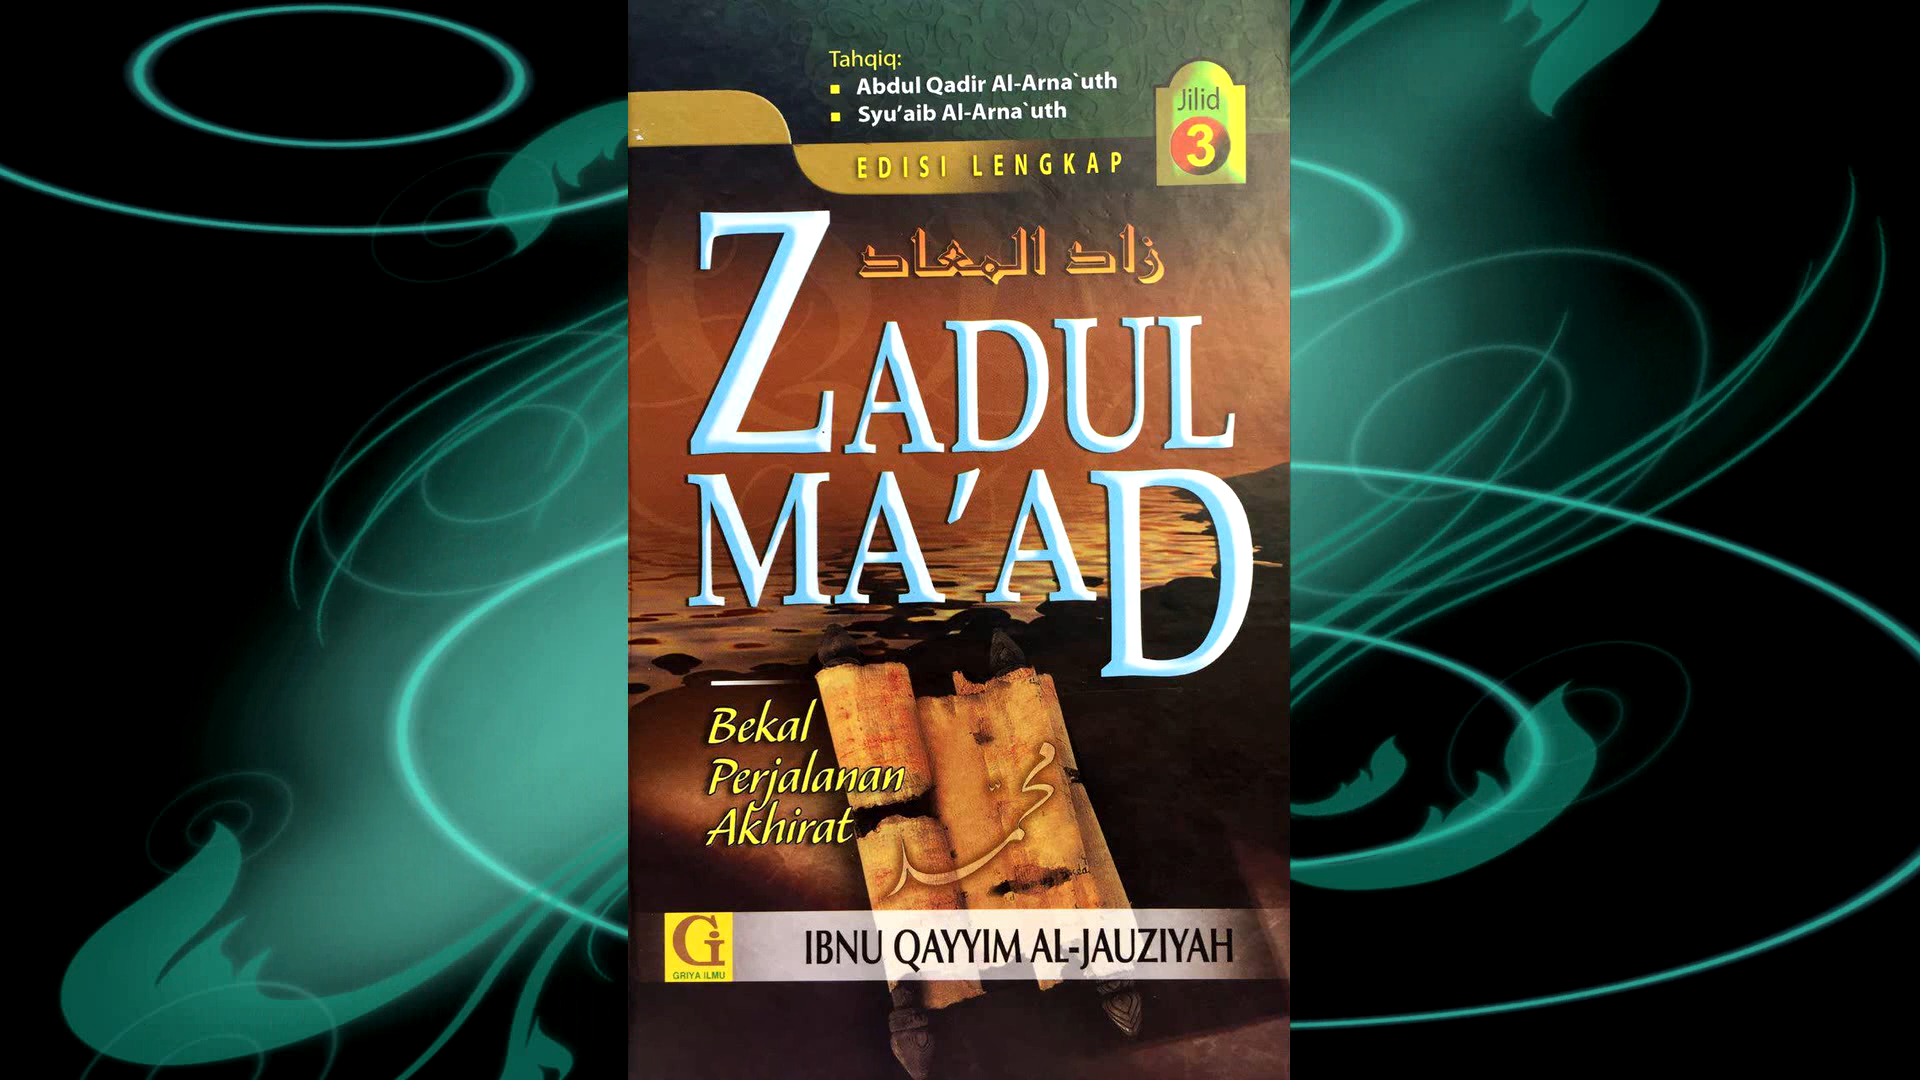 Tahqiq:
Abdul Qadir Al-Arna`uth
Syu'aib Al-Arna`uth
Jilid
3
EDISI LENGKAP
زاد المعاد
ZADUL
MA'AD
Bekal
Perjalanan
Akhirat
محمد
Gi
GRIYA ILMU
IBNU QAYYIM AL-JAUZIYAH